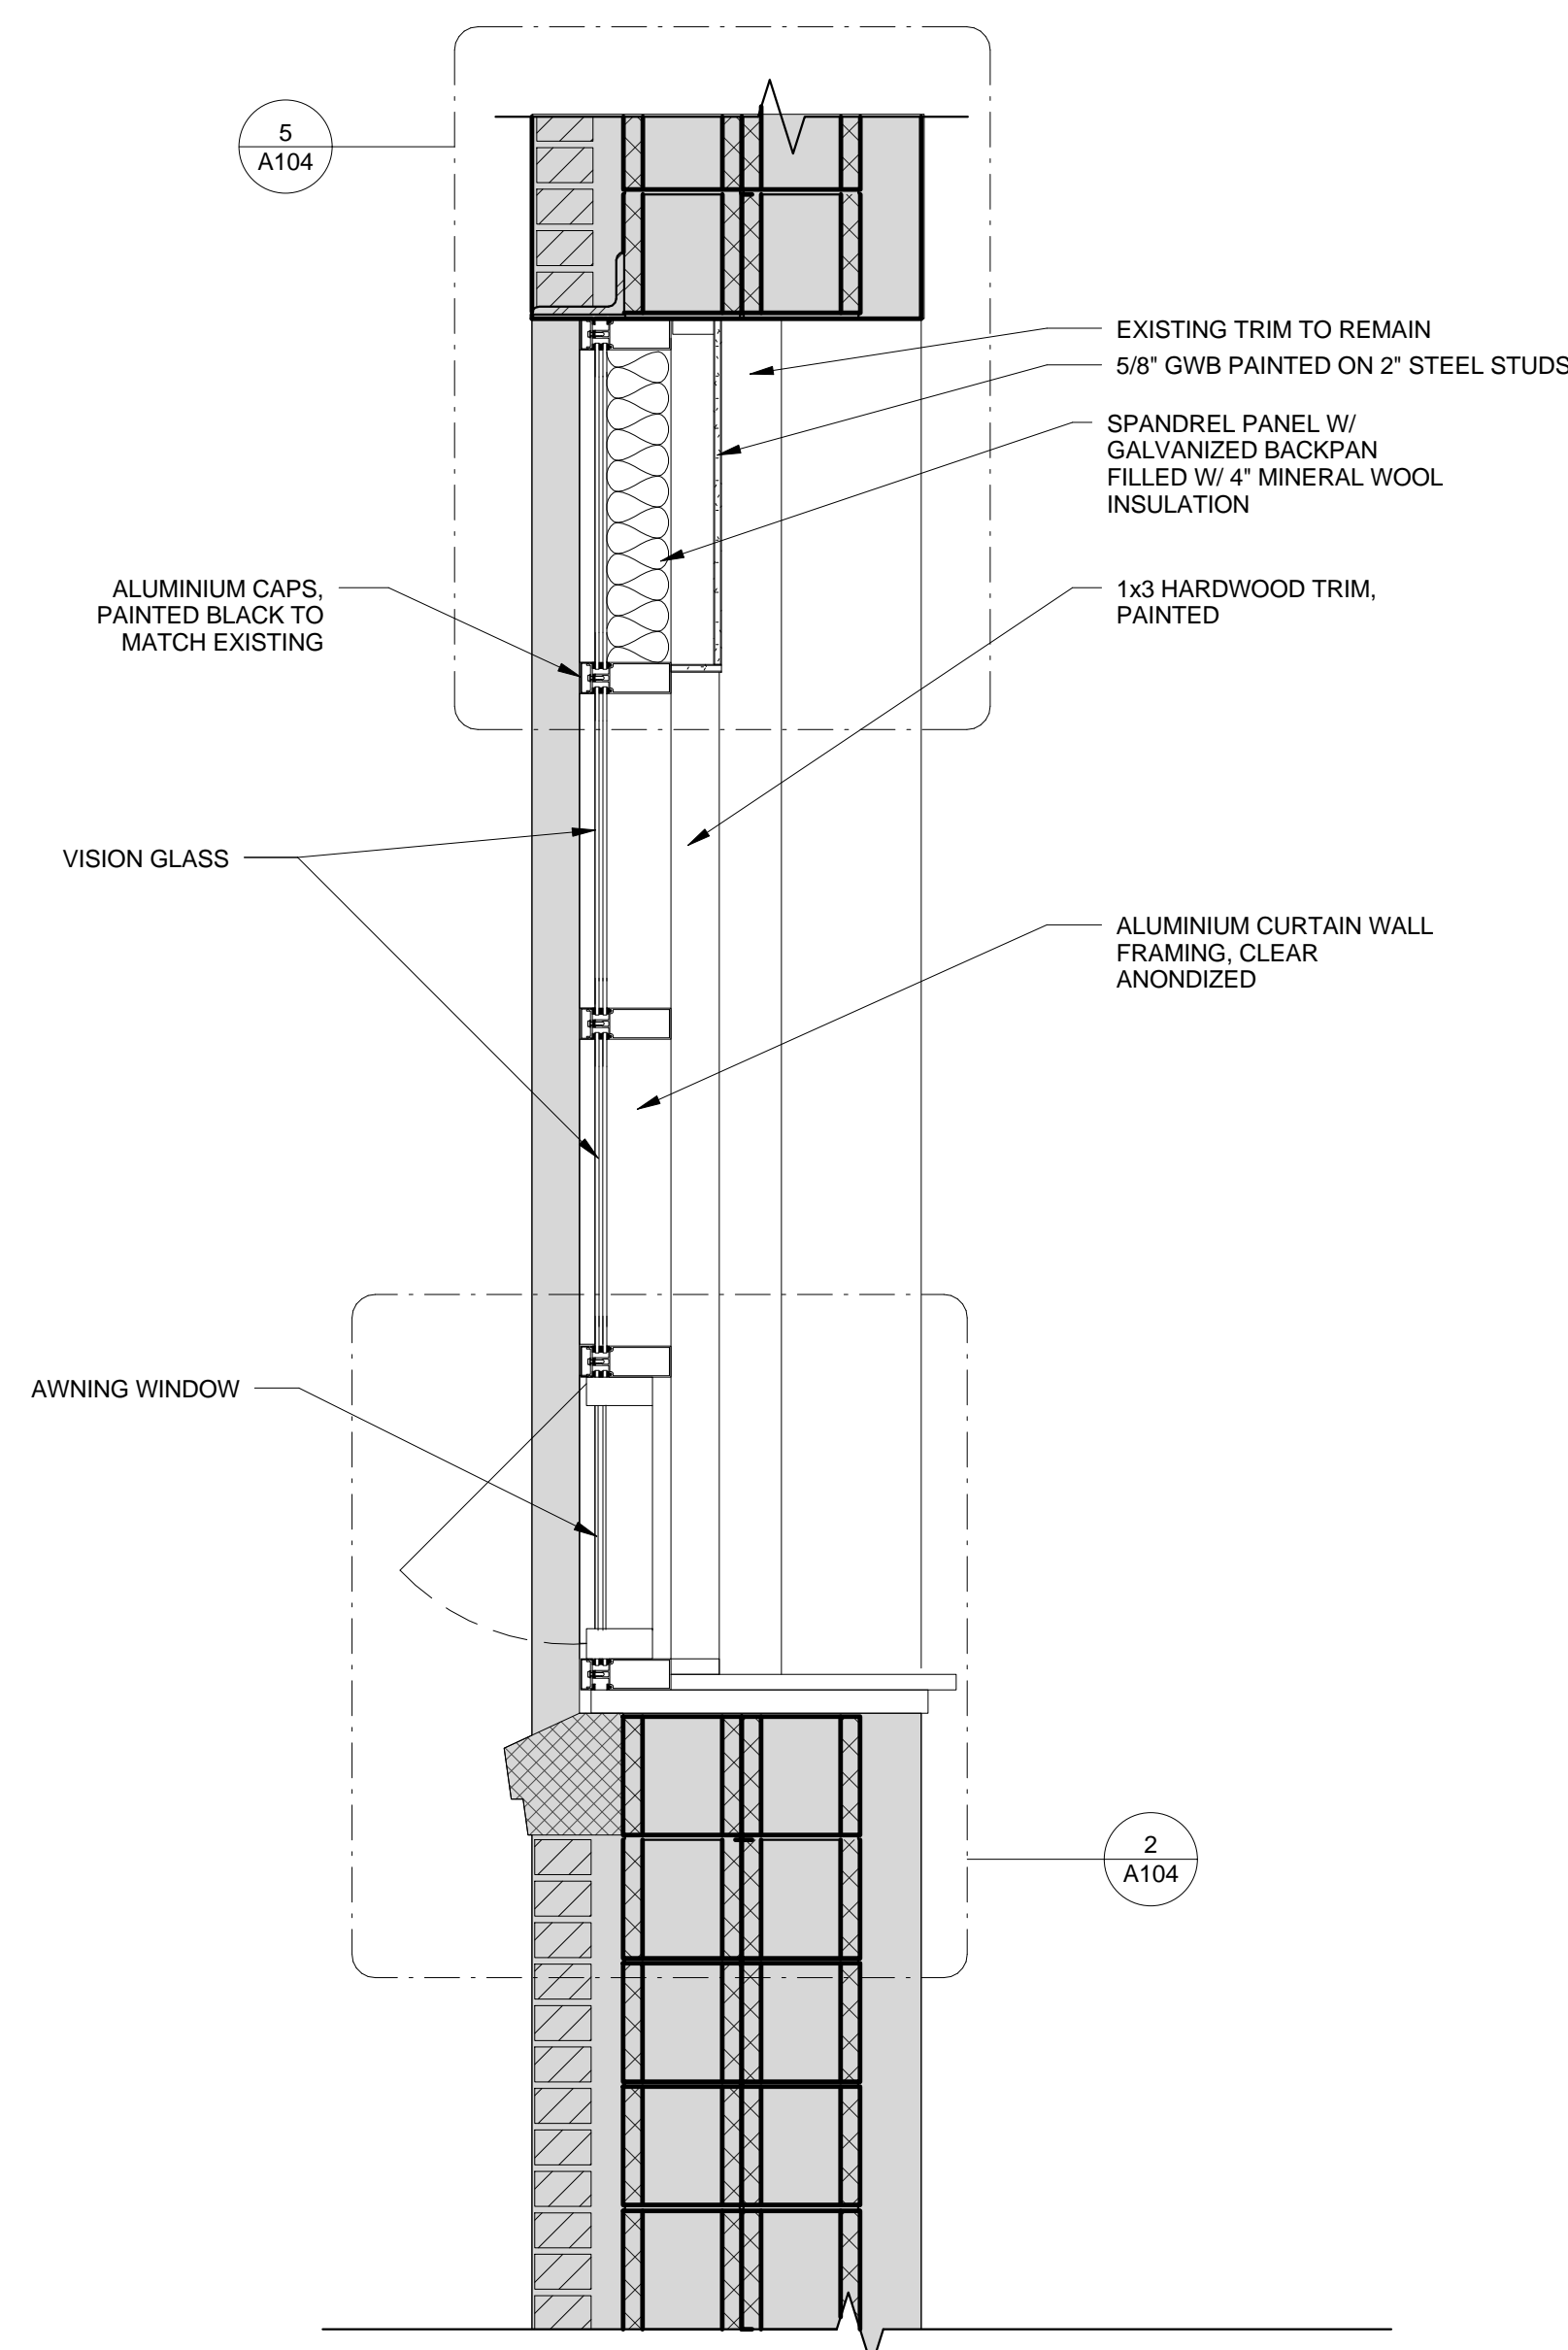 5
A104
EXISTING TRIM TO REMAIN
5/8" GWB PAINTED ON 2" STEEL STUDS
SPANDREL PANEL W/
GALVANIZED BACKPAN
FILLED W/ 4" MINERAL WOOL
INSULATION
ALUMINIUM CAPS,
PAINTED BLACK TO
MATCH EXISTING
1x3 HARDWOOD TRIM,
PAINTED
VISION GLASS
ALUMINIUM CURTAIN WALL
FRAMING, CLEAR
ANONDIZED
AWNING WINDOW
2
A104